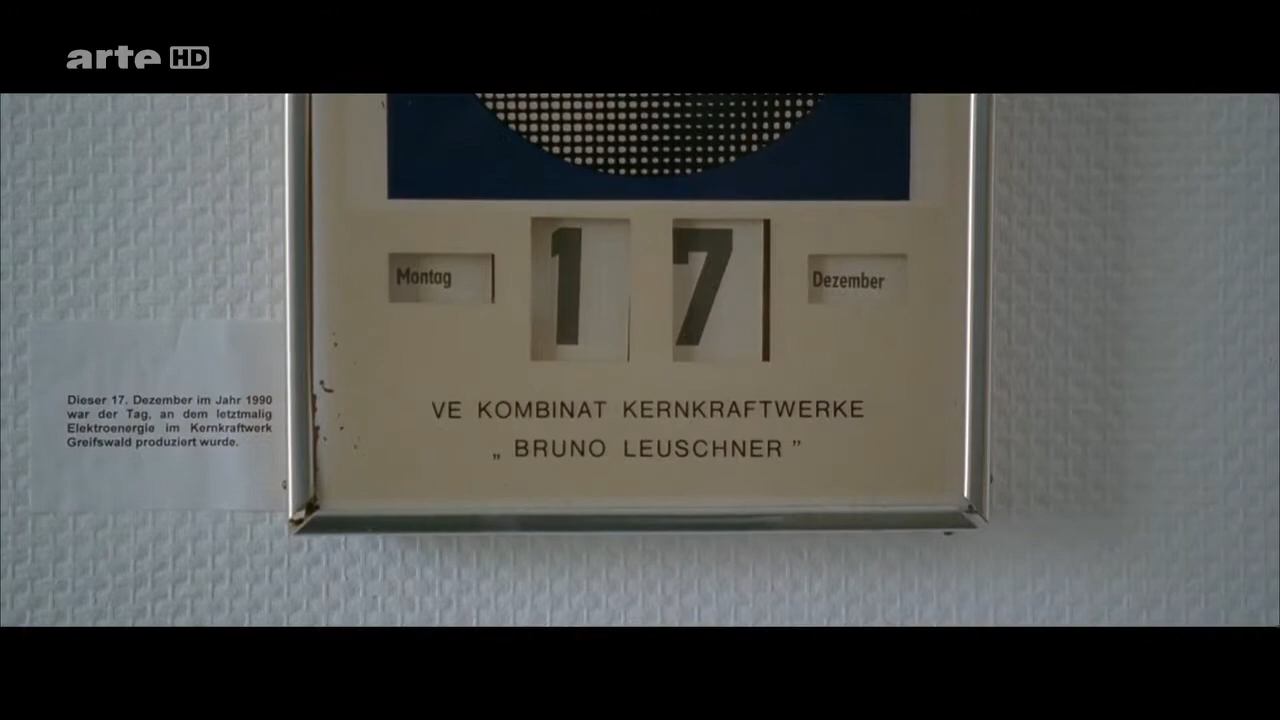 arte HD
Montag
17
Dezember
VE KOMBINAT KERNKRAFTWERKE
„BRUNO LEUSCHNER”
Dieser 17. Dezember im Jahr 1990
war der Tag, an dem letztmalig
Elektroenergie im Kernkraftwerk
Greifswald produziert wurde.